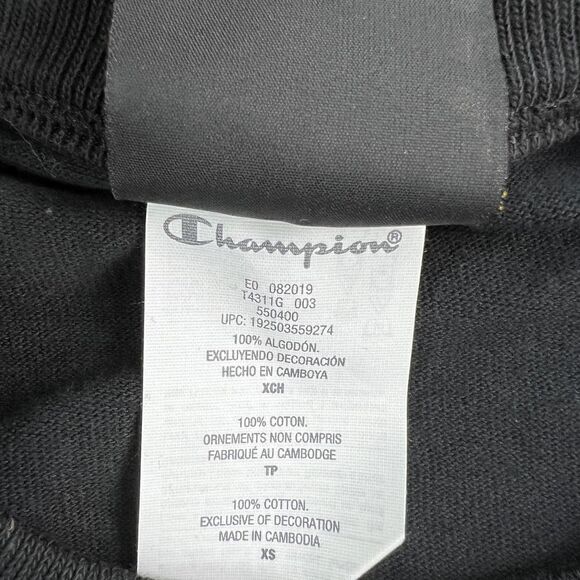 Champion®
E0 082019
T4311G 003
550400
UPC: 192503559274
100% ALGODÓN.
EXCLUYENDO DECORACIÓN
HECHO EN CAMBOYA
XCH
100% COTON.
ORNEMENTS NON COMPRIS
FABRIQUÉ AU CAMBODGE
TP
100% COTTON.
EXCLUSIVE OF DECORATION
MADE IN CAMBODIA
XS